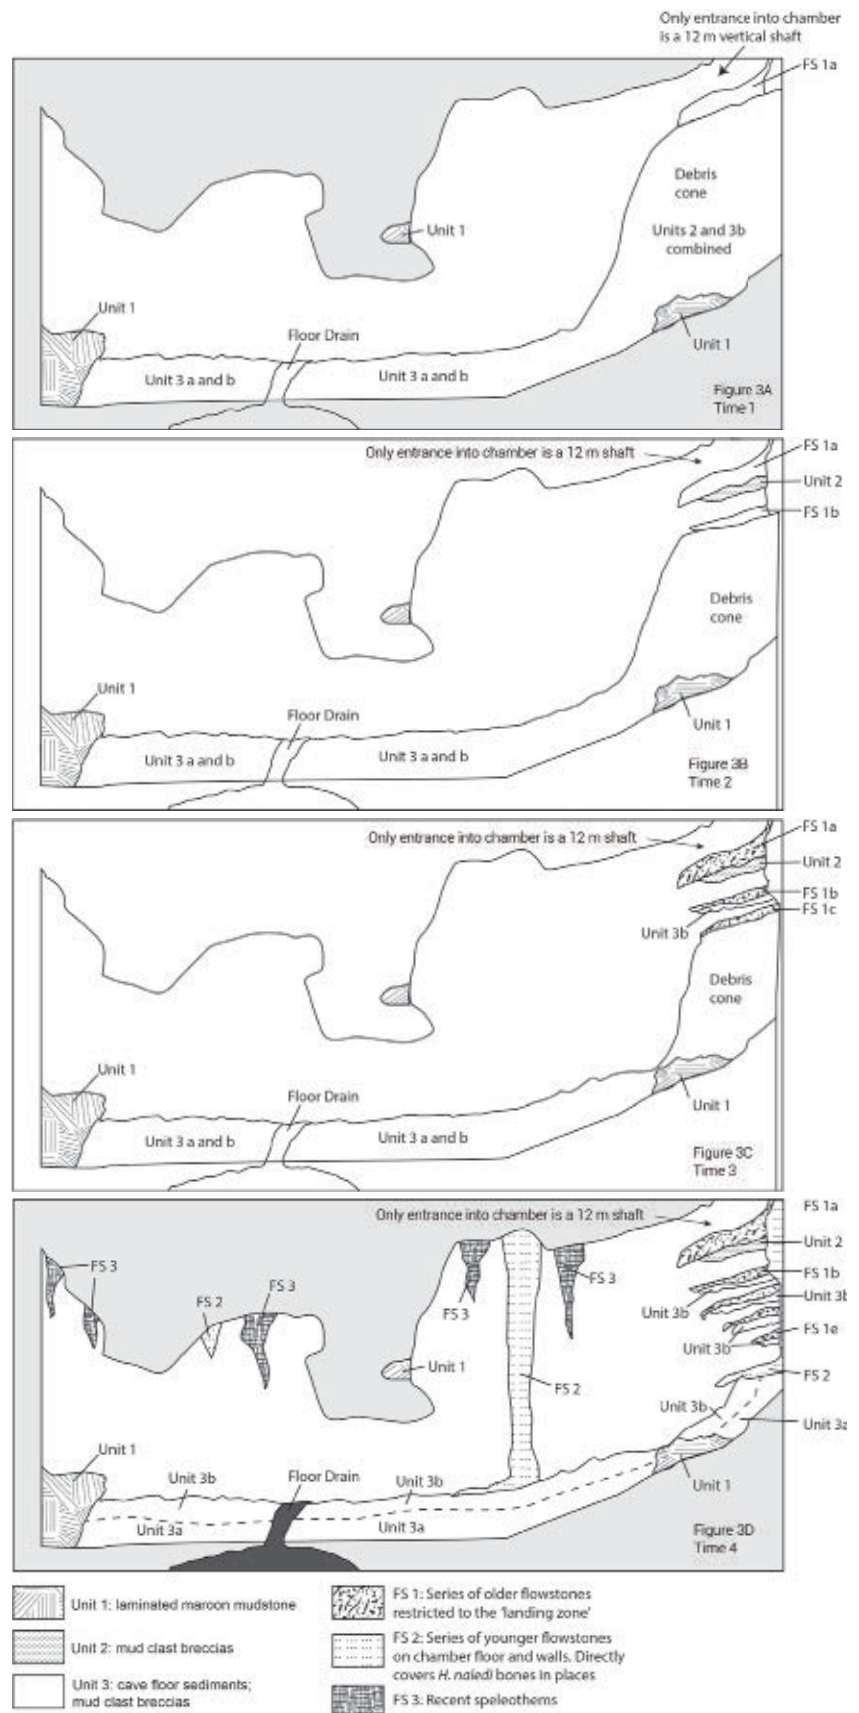 Only entrance into chamber
is a 12 m vertical shaft
FS 1a
Debris
cone
Unit 1
Units 2 and 3b
combined
Unit 1
Floor Drain
Unit 1
Unit 3 a and b
Unit 3 a and b
Figure 3A
Time 1
Only entrance into chamber is a 12 m shaft
FS 1a
Unit 2
FS 1b
Debris
cone
Unit 1
Floor Drain
Unit 1
Unit 3 a and b
Unit 3 a and b
Figure 3B
Time 2
Only entrance into chamber is a 12 m shaft
FS 1a
Unit 2
FS 1b
FS 1c
Unit 3b
Debris
cone
Unit 1
Floor Drain
Unit 1
Unit 3 a and b
Unit 3 a and b
Figure 3C
Time 3
Only entrance into chamber is a 12 m shaft
FS 1a
Unit 2
FS 3
FS 1b
FS 3
FS 3
Unit 3b
FS 2
Unit 3b
FS 3
FS 1e
Unit 3b
Unit 1
FS 2
FS 2
Unit 3b
Unit 3a
Unit 1
Unit 3b
Floor Drain
Unit 3b
Unit 1
Unit 3a
Unit 3a
Figure 3D
Time 4
Unit 1: laminated maroon mudstone
Unit 2: mud clast breccias
Unit 3: cave floor sediments;
mud clast breccias
FS 1: Series of older flowstones
restricted to the 'landing zone'
FS 2: Series of younger flowstones
on chamber floor and walls. Directly
covers H. naledi bones in places
FS 3: Recent speleothems